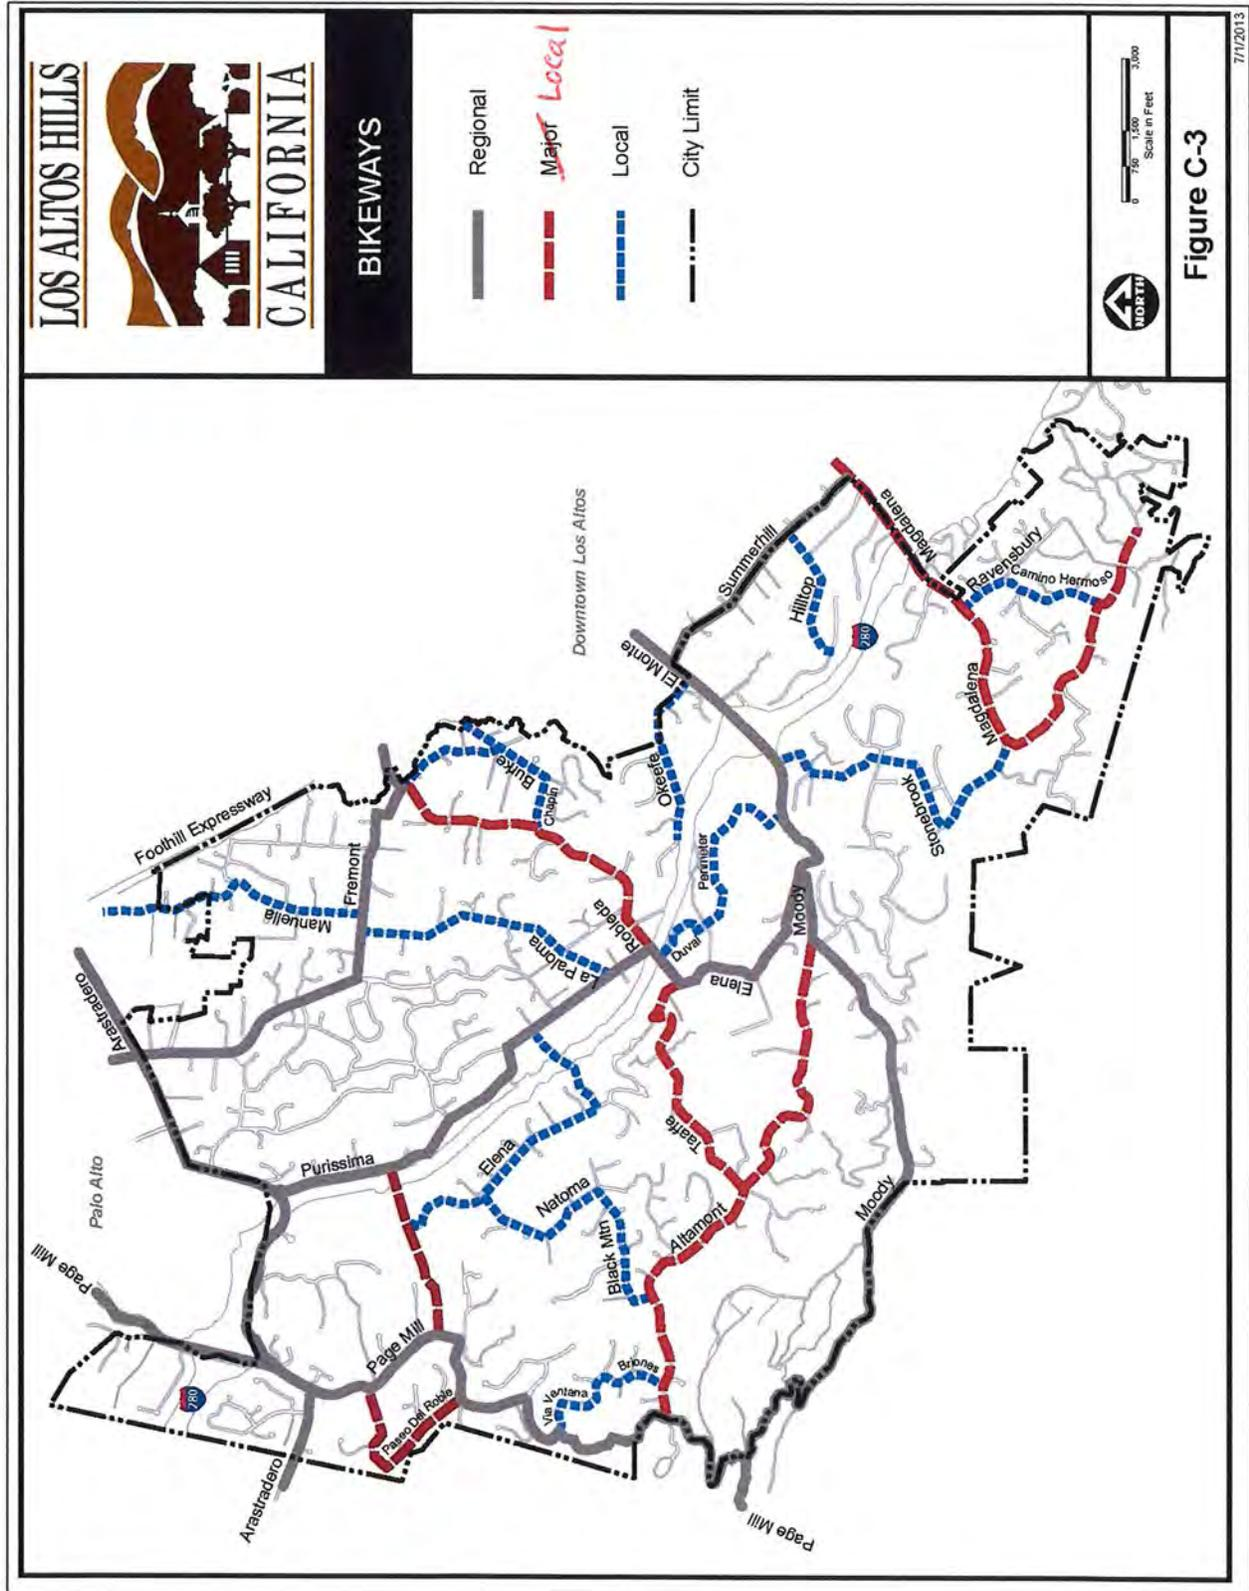 LOS ALTOS HILLS
CALIFORNIA
BIKEWAYS
Regional
Major Local
Local
City Limit
NORTH
0 750 1,500 3,000
Scale in Feet
Figure C-3
7/1/2013
Palo Alto
Downtown Los Altos
Foothill Expressway
Arastradero
Manuella
Fremont
Burke
Chapin
El Monte
Summerhill
Hilltop
280
Magdalena
Ravensbury
Camino Hermoso
Magdalena
Okeefe
Stonebrook
Perimeter
Duval
Robleda
La Paloma
Elena
Moody
Purissima
Elena
Natoma
Black Mtn
Taaffe
Altamont
Moody
Page Mill
280
Page Mill
Paseo Del Roble
Via Ventana
Briones
Arastradero
Page Mill